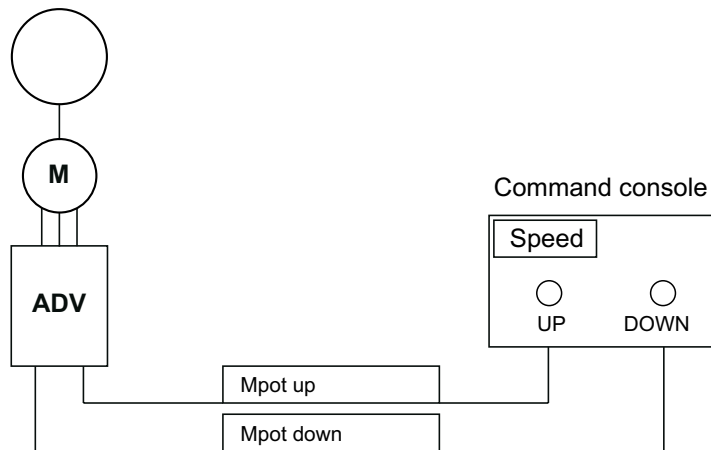 M
Command console
Speed
ADV
UP DOWN
Mpot up
Mpot down